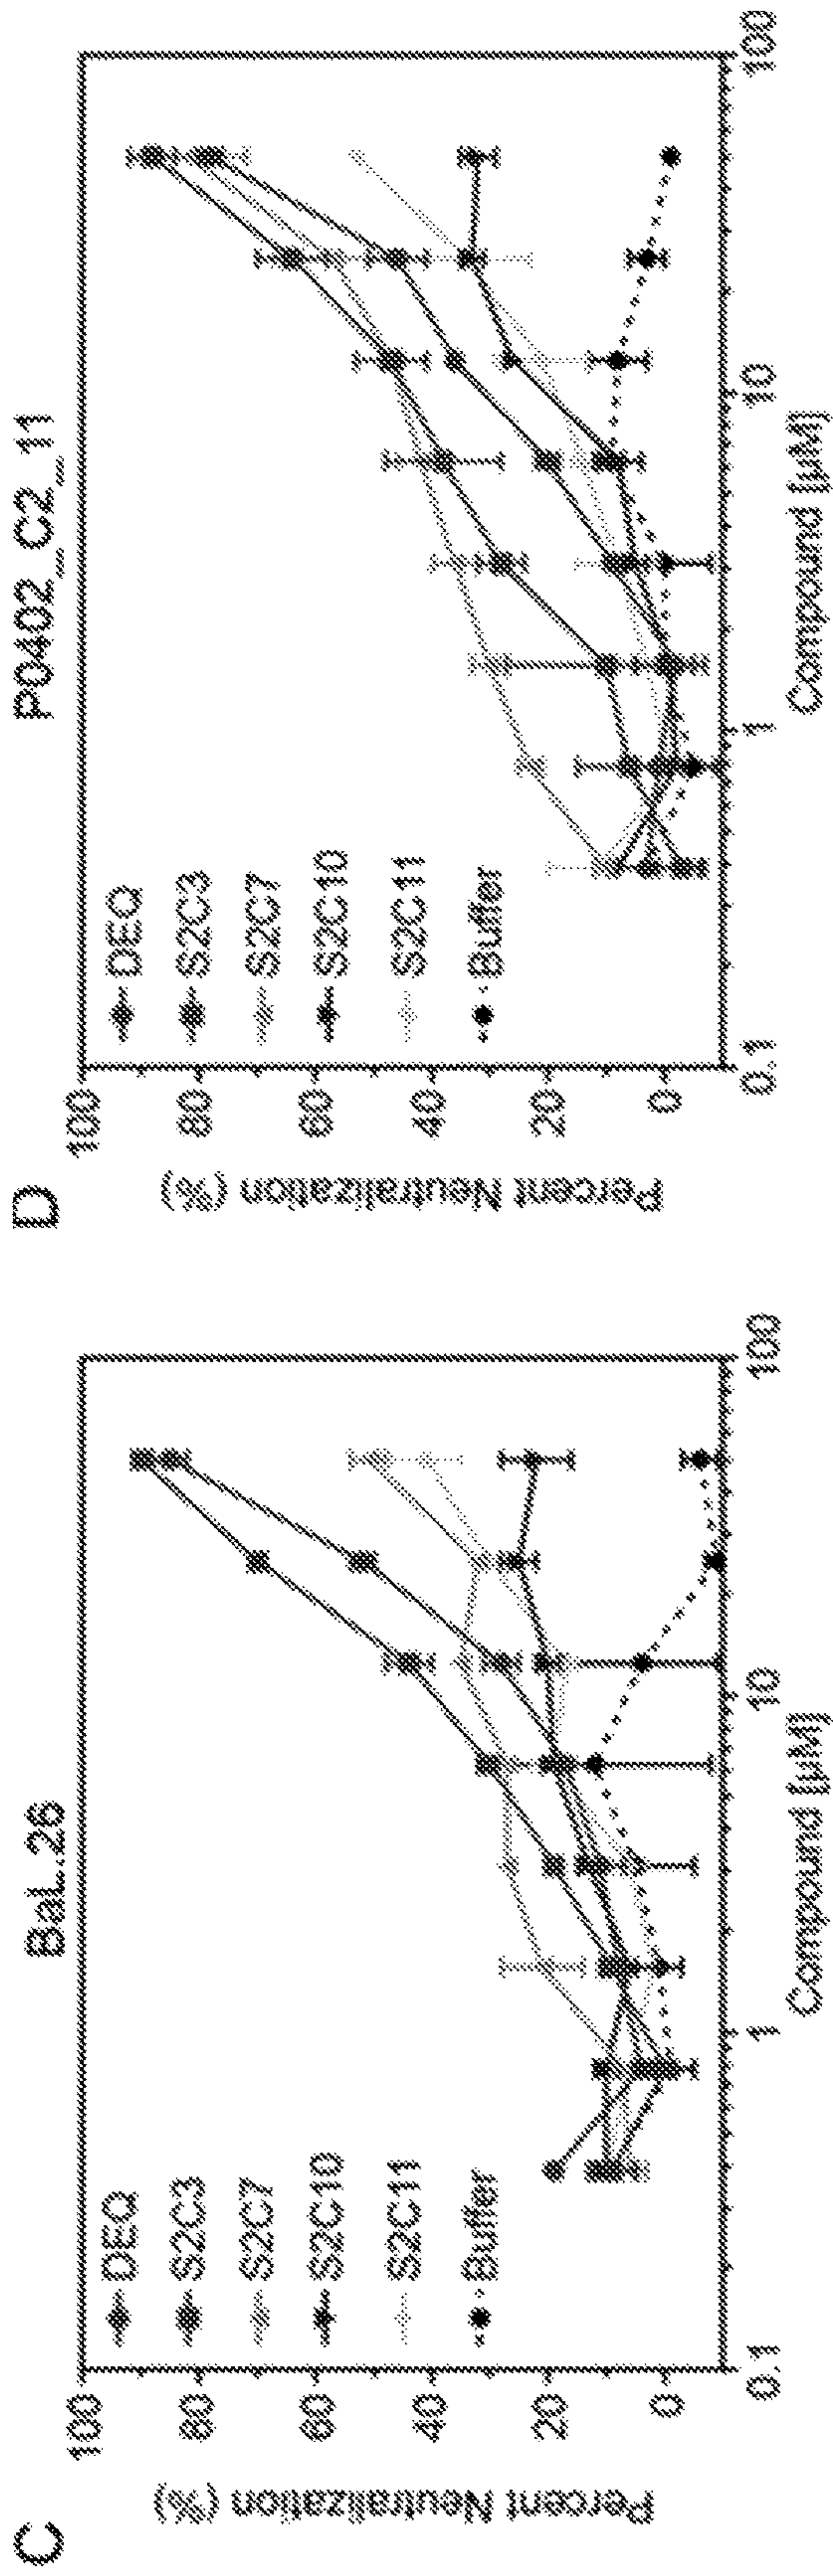 C
BaL.26
Percent Neutralization (%)
100
80
60
40
20
0
DEQ
S2C3
S2C7
S2C10
S2C11
Buffer
0.1
1
10
100
Compound [µM]
D
P0402_C2_11
Percent Neutralization (%)
100
80
60
40
20
0
DEQ
S2C3
S2C7
S2C10
S2C11
Buffer
0.1
1
10
100
Compound [µM]